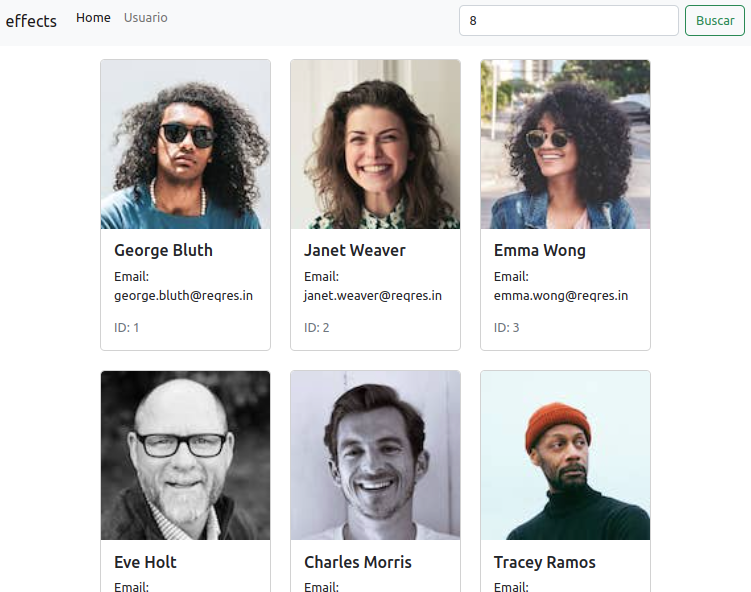 effects Home Usuario 8 Buscar
George Bluth Janet Weaver Emma Wong
Email: Email: Email:
george.bluth@reqres.in janet.weaver@reqres.in emma.wong@reqres.in
ID: 1 ID: 2 ID: 3
Eve Holt Charles Morris Tracey Ramos
Email: Email: Email: